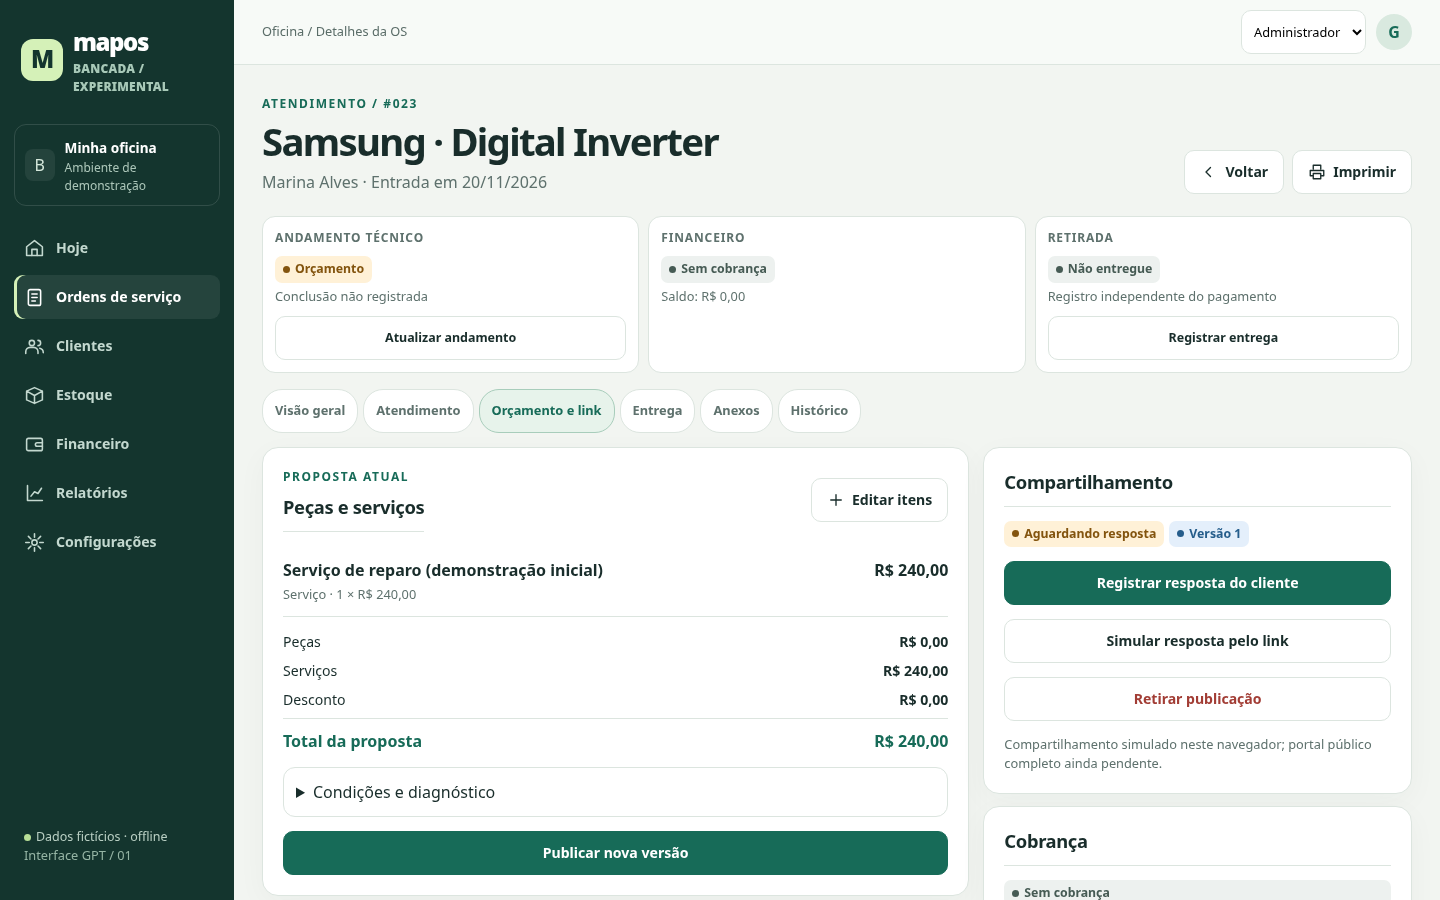 M
mapos
BANCADA /
EXPERIMENTAL
B
Minha oficina
Ambiente de
demonstração
Hoje
Ordens de serviço
Clientes
Estoque
Financeiro
Relatórios
Configurações
Dados fictícios · offline
Interface GPT / 01
Oficina / Detalhes da OS
Administrador
G
ATENDIMENTO / #023
Samsung · Digital Inverter
Marina Alves · Entrada em 20/11/2026
Voltar
Imprimir
ANDAMENTO TÉCNICO
Orçamento
Conclusão não registrada
Atualizar andamento
FINANCEIRO
Sem cobrança
Saldo: R$ 0,00
RETIRADA
Não entregue
Registro independente do pagamento
Registrar entrega
Visão geral
Atendimento
Orçamento e link
Entrega
Anexos
Histórico
PROPOSTA ATUAL
Peças e serviços
Editar itens
Serviço de reparo (demonstração inicial) R$ 240,00
Serviço · 1 × R$ 240,00
Peças R$ 0,00
Serviços R$ 240,00
Desconto R$ 0,00
Total da proposta R$ 240,00
Condições e diagnóstico
Publicar nova versão
Compartilhamento
Aguardando resposta
Versão 1
Registrar resposta do cliente
Simular resposta pelo link
Retirar publicação
Compartilhamento simulado neste navegador; portal público
completo ainda pendente.
Cobrança
Sem cobrança